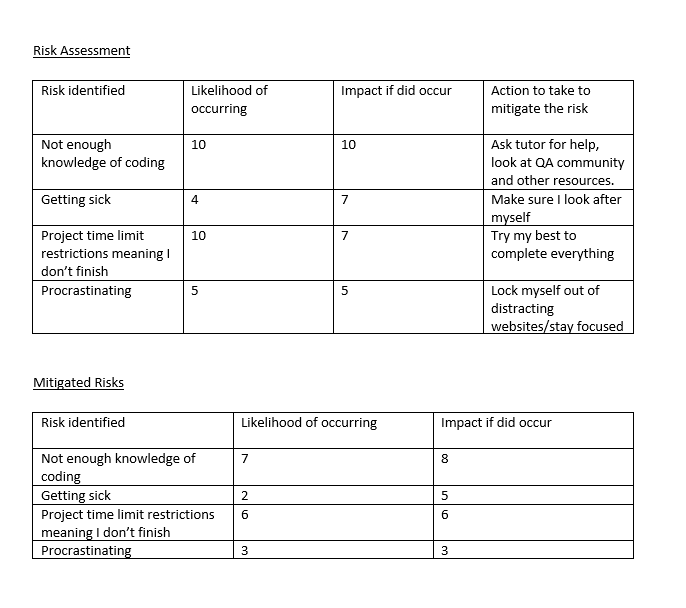 Risk Assessment
Risk identified
Likelihood of
occurring
Impact if did occur
Action to take to
mitigate the risk
Not enough
knowledge of coding
10
10
Ask tutor for help,
look at QA community
and other resources.
Getting sick
4
7
Make sure I look after
myself
Project time limit
restrictions meaning I
don’t finish
10
7
Try my best to
complete everything
Procrastinating
5
5
Lock myself out of
distracting
websites/stay focused
Mitigated Risks
Risk identified
Likelihood of occurring
Impact if did occur
Not enough knowledge of
coding
7
8
Getting sick
2
5
Project time limit restrictions
meaning I don’t finish
6
6
Procrastinating
3
3